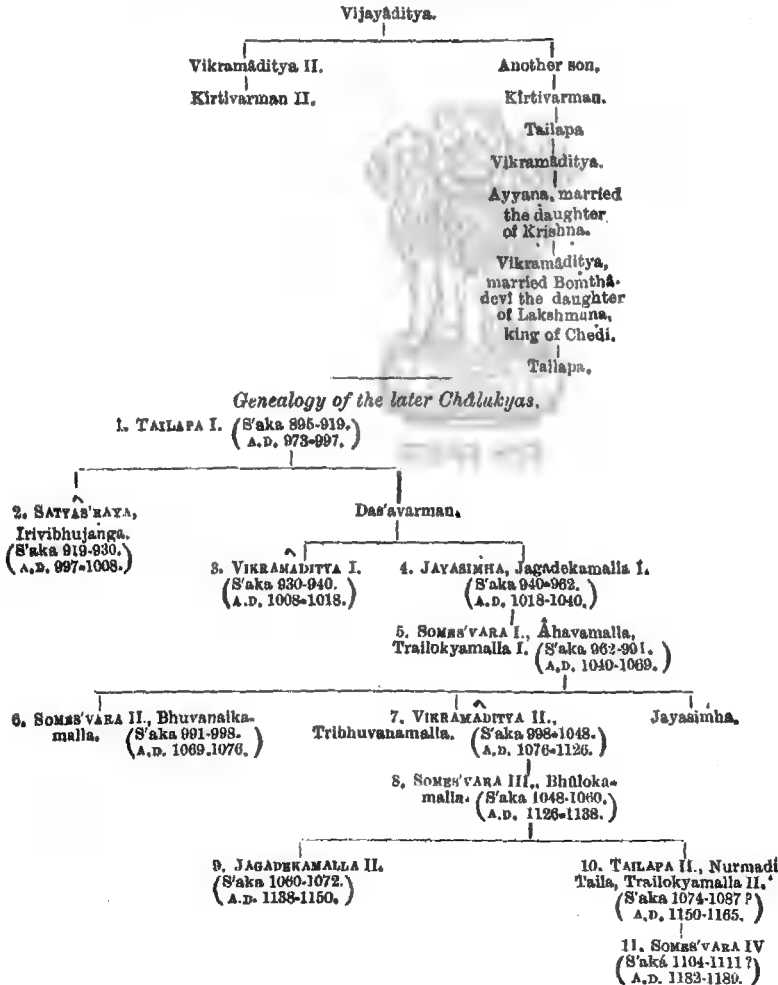 Vijayâditya.
Vikramâditya II.
Another son.
Kîrtivarman II.
Kîrtivarman.
Tailapa
Vikramâditya.
Ayyana, married
the daughter
of Krishna.
Vikramâditya,
married Bomthâ-
devî the daughter
of Lakshmana,
king of Chedi.
Tailapa.
Genealogy of the later Châlukyas.
1. TAILAPA I. (S'aka 895-919.
A.D. 973-997.)
2. SATYÂS'RAYA,
Irivibhujanga.
(S'aka 919-930.
A.D. 997-1008.)
Das'avarman.
3. VIKRAMÂDITYA I.
(S'aka 930-940.
A.D. 1008-1018.)
4. JAYASIMHA, Jagadekamalla I.
(S'aka 940-962.
A.D. 1018-1040.)
5. SOMES'VARA I., Âhavamalla,
Trailokyamalla I. (S'aka 962-991.
A.D. 1040-1069.)
6. SOMES'VARA II., Bhuvanaika-
malla. (S'aka 991-998.
A.D. 1069.1076.)
7. VIKRAMÂDITYA II.,
Tribhuvanamalla. (S'aka 998-1048.
A.D. 1076-1126.)
Jayasimha.
8. SOMES'VARA III., Bhûloka-
malla. (S'aka 1048-1060.
A.D. 1126-1138.)
9. JAGADEKAMALLA II.
(S'aka 1060-1072.
A.D. 1138-1150.)
10. TAILAPA II., Nurmadi
Taila, Trailokyamalla II.
(S'aka 1074-1087 ?
A.D. 1150-1165.)
11. SOMES'VARA IV
(S'aká 1104-1111 ?
A.D. 1182-1189.)